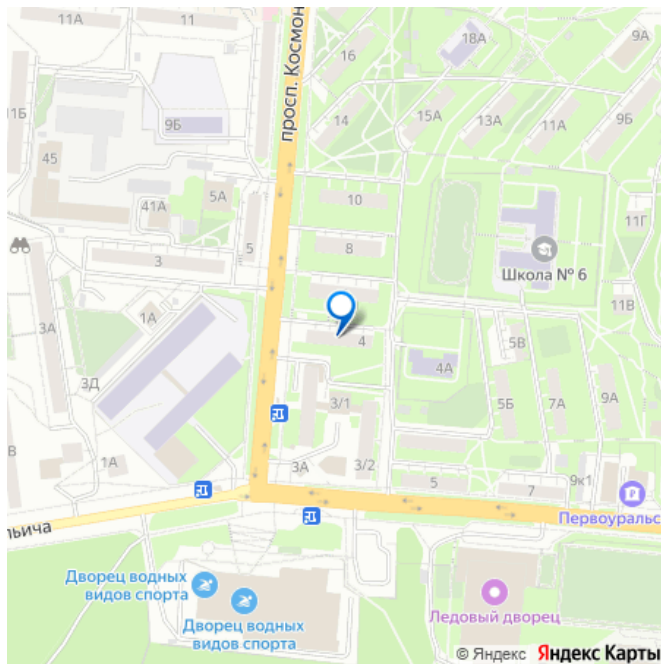 11А
11
просп. Космон
16
18А
9А
11Б
9Б
14
15А
13А
11А
9Б
45
41А
5А
10
11Г
5
8
3
Школа № 6
11В
3А
1А
4
5В
4А
3Д
3/1
5Б
7А
9А
В
1А
3А
3/2
5
7
9к1
Первоуральс
льича
Дворец водных
видов спорта
Дворец водных
видов спорта
Ледовый дворец
© Яндекс Яндекс Карты